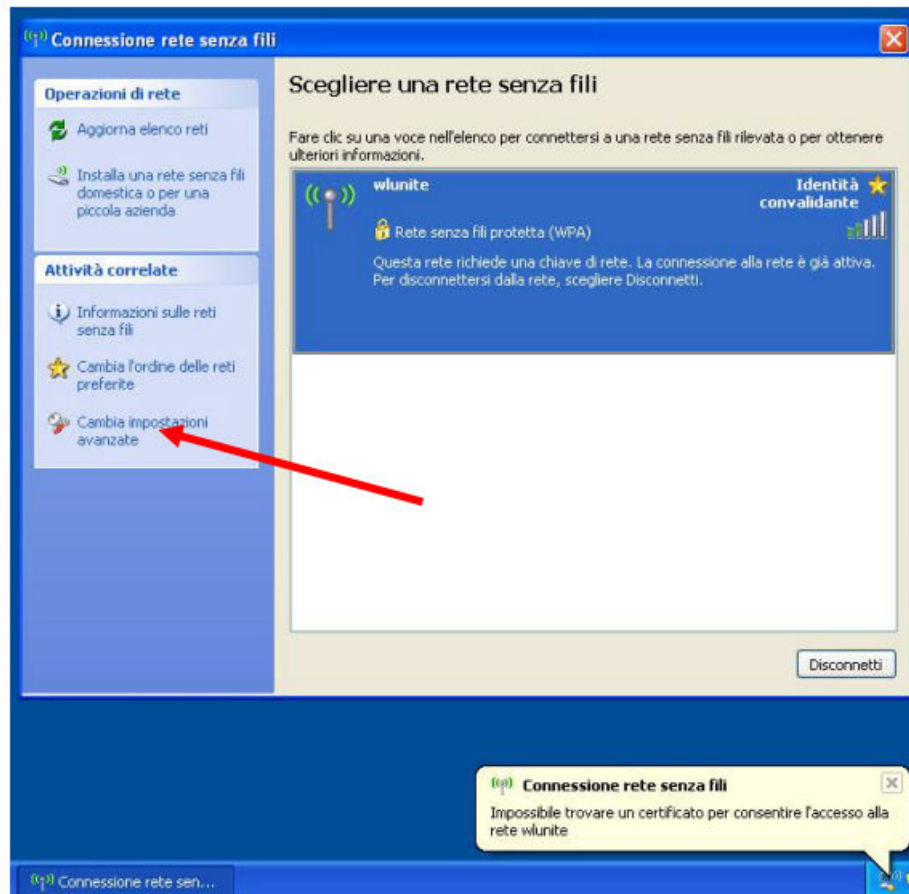 Connessione rete senza fili
Operazioni di rete
Aggiorna elenco reti
Installa una rete senza fili
domestica o per una
piccola azienda
Attività correlate
Informazioni sulle reti
senza fili
Cambia l'ordine delle reti
preferite
Cambia impostazioni
avanzate
Scegliere una rete senza fili
Fare clic su una voce nell'elenco per connettersi a una rete senza fili rilevata o per ottenere
ulteriori informazioni.
wlunite
Identità
convalidante
Rete senza fili protetta (WPA)
Questa rete richiede una chiave di rete. La connessione alla rete è già attiva.
Per disconnettersi dalla rete, scegliere Disconnetti.
Disconnetti
Connessione rete senza fili
Impossibile trovare un certificato per consentire l'accesso alla
rete wlunite
Connessione rete sen...